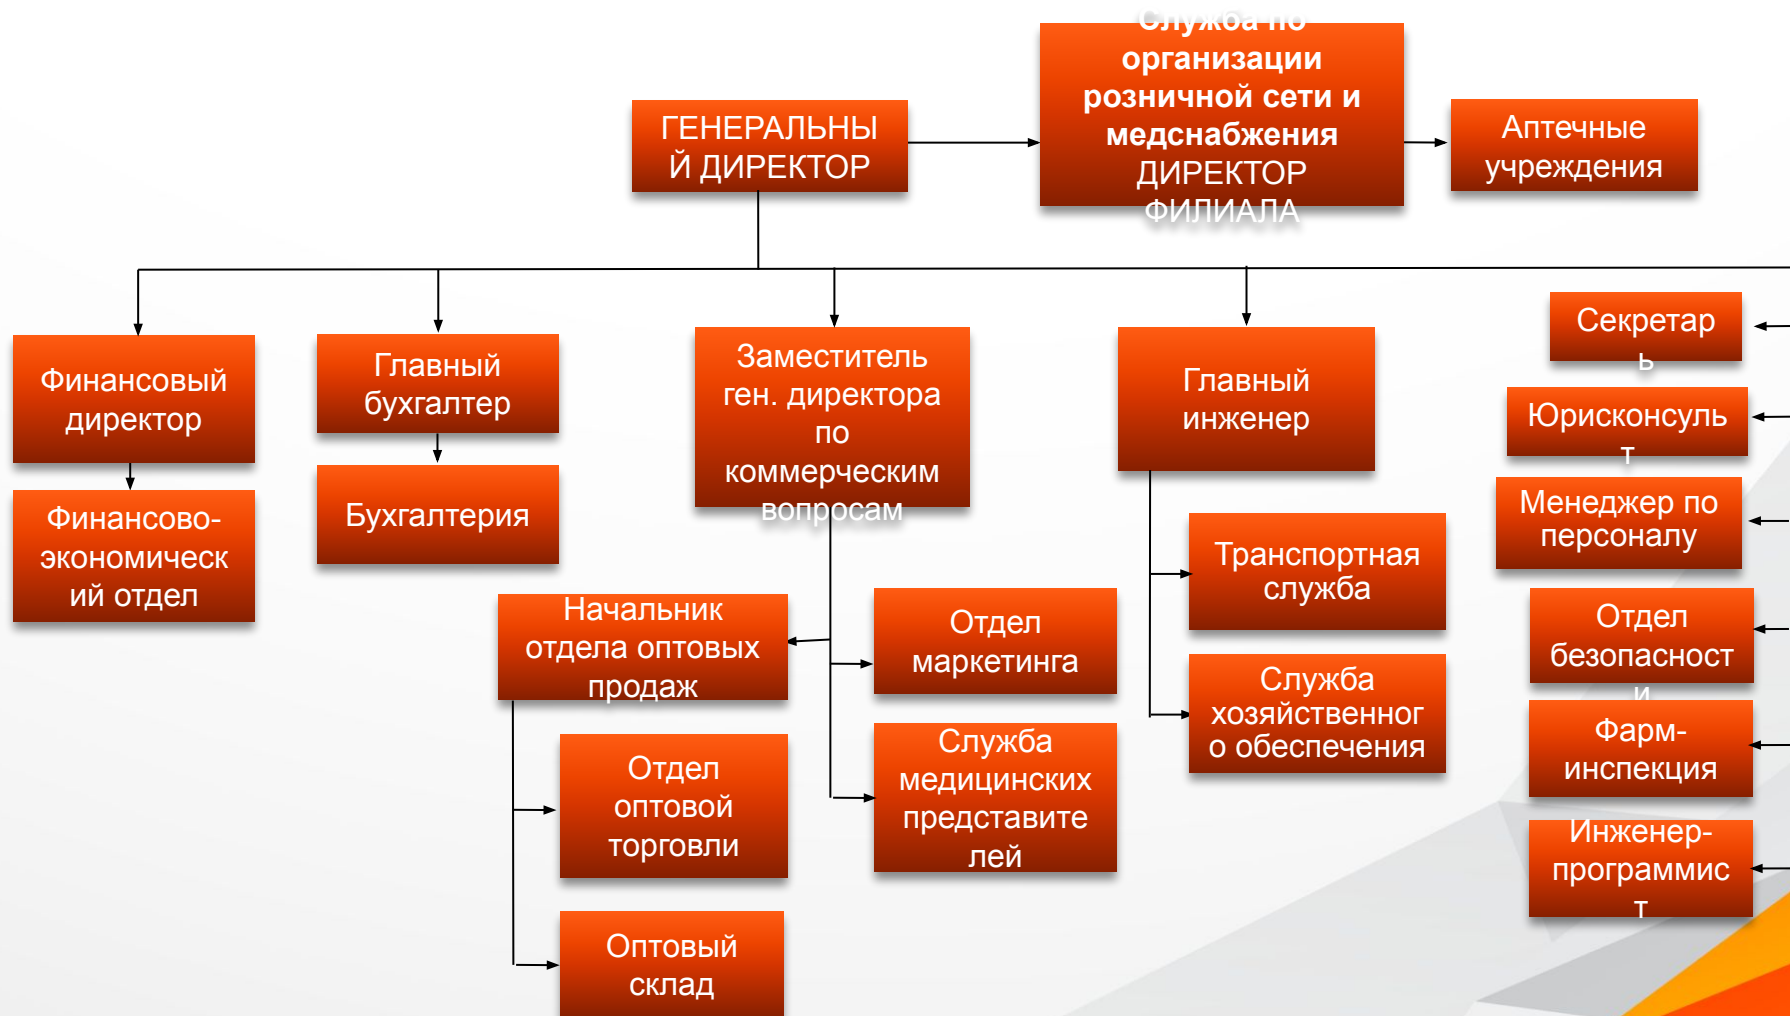 Служба по
организации
розничной сети и
медснабжения
ДИРЕКТОР
ФИЛИАЛА
ГЕНЕРАЛЬНЫ
Й ДИРЕКТОР
Аптечные
учреждения
Финансовый
директор
Финансово-
экономическ
ий отдел
Главный
бухгалтер
Бухгалтерия
Заместитель
ген. директора
по
коммерческим
вопросам
Начальник
отдела оптовых
продаж
Отдел
оптовой
торговли
Оптовый
склад
Отдел
маркетинга
Служба
медицинских
представите
лей
Главный
инженер
Транспортная
служба
Служба
хозяйственног
о обеспечения
Секретар
ь
Юрисконсуль
т
Менеджер по
персоналу
Отдел
безопасност
и
Фарм-
инспекция
Инженер-
программис
т